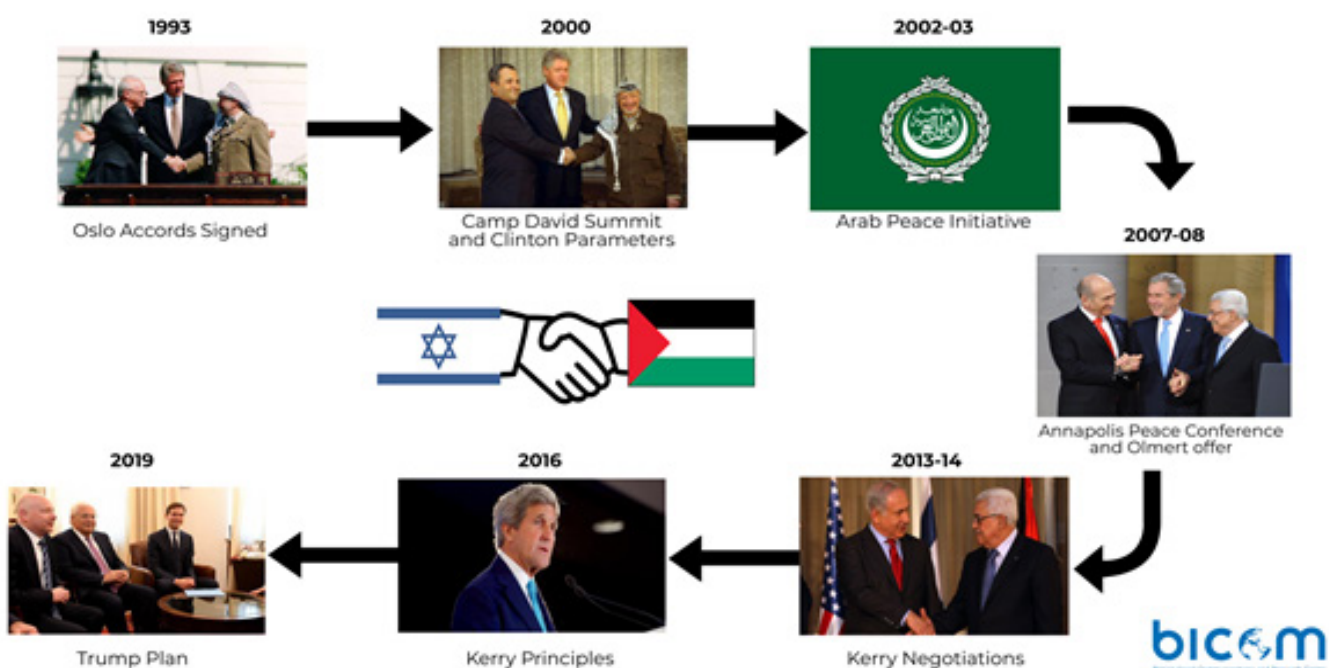 1993
Oslo Accords Signed
2000
Camp David Summit
and Clinton Parameters
2002-03
Arab Peace Initiative
2007-08
Annapolis Peace Conference
and Olmert offer
2013-14
Kerry Negotiations
2016
Kerry Principles
2019
Trump Plan
bicom